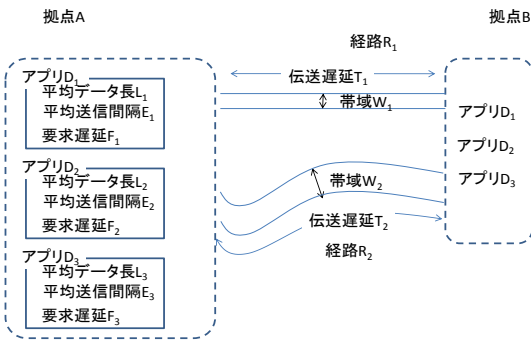 拠点A
拠点B
経路R1
アプリD1
平均データ長L1
平均送信間隔E1
要求遅延F1
アプリD2
平均データ長L2
平均送信間隔E2
要求遅延F2
アプリD3
平均データ長L3
平均送信間隔E3
要求遅延F3
伝送遅延T1
帯域W1
帯域W2
伝送遅延T2
経路R2
アプリD1
アプリD2
アプリD3